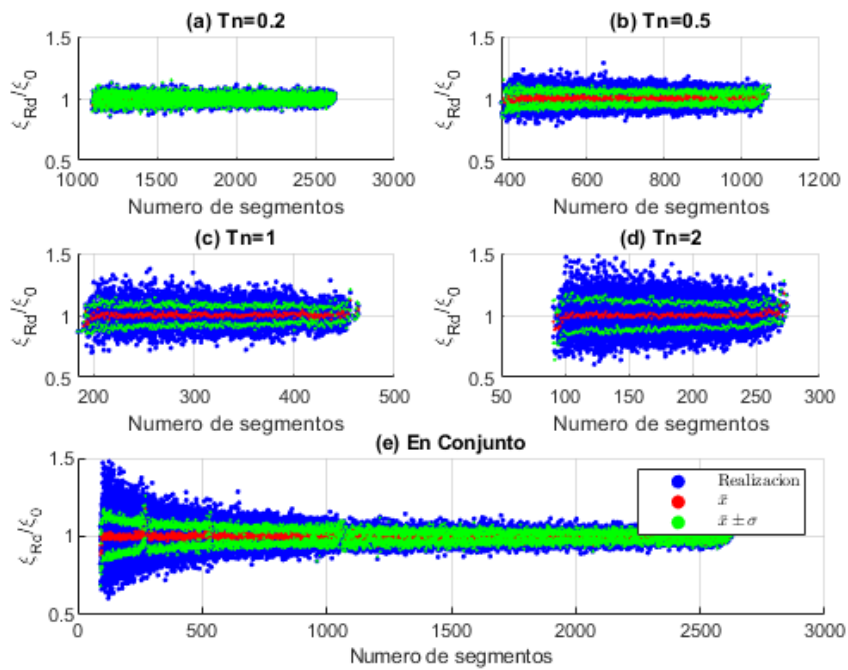 (a) Tn=0.2
1.5
1
0.5
ξRd/ξ0
1000 1500 2000 2500 3000
Numero de segmentos
(b) Tn=0.5
1.5
1
0.5
ξRd/ξ0
400 600 800 1000 1200
Numero de segmentos
(c) Tn=1
1.5
1
0.5
ξRd/ξ0
200 300 400 500
Numero de segmentos
(d) Tn=2
1.5
1
0.5
ξRd/ξ0
50 100 150 200 250 300
Numero de segmentos
(e) En Conjunto
1.5
1
0.5
ξRd/ξ0
0 500 1000 1500 2000 2500 3000
Numero de segmentos
Realizacion
x̄
x̄ ± σ